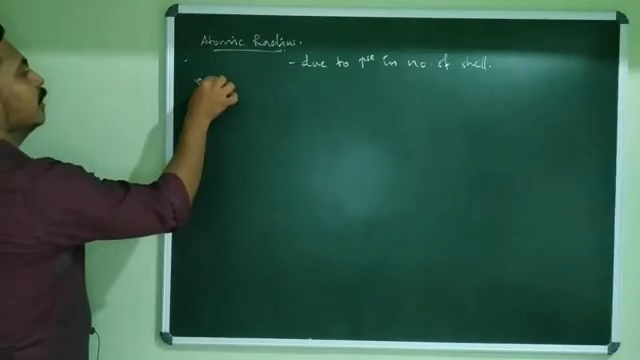 Atomic Radius.
- due to ↑se in no. of shell.